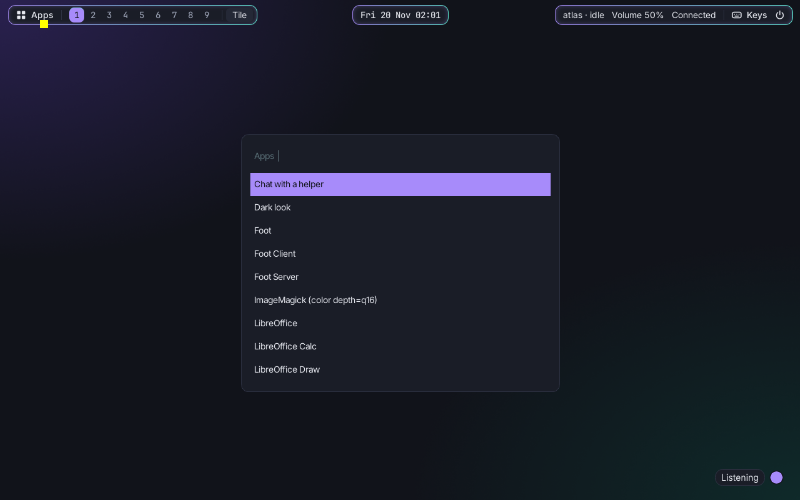 Apps 1 2 3 4 5 6 7 8 9 Tile
Fri 20 Nov 02:01
atlas · idle Volume 50% Connected Keys
Apps
Chat with a helper
Dark look
Foot
Foot Client
Foot Server
ImageMagick (color depth=q16)
LibreOffice
LibreOffice Calc
LibreOffice Draw
Listening